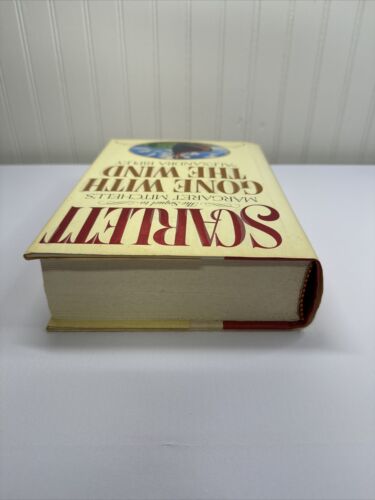 SCARLETT
The Sequel to
MARGARET MITCHELL'S
GONE WITH
THE WIND
ALEXANDRA RIPLEY